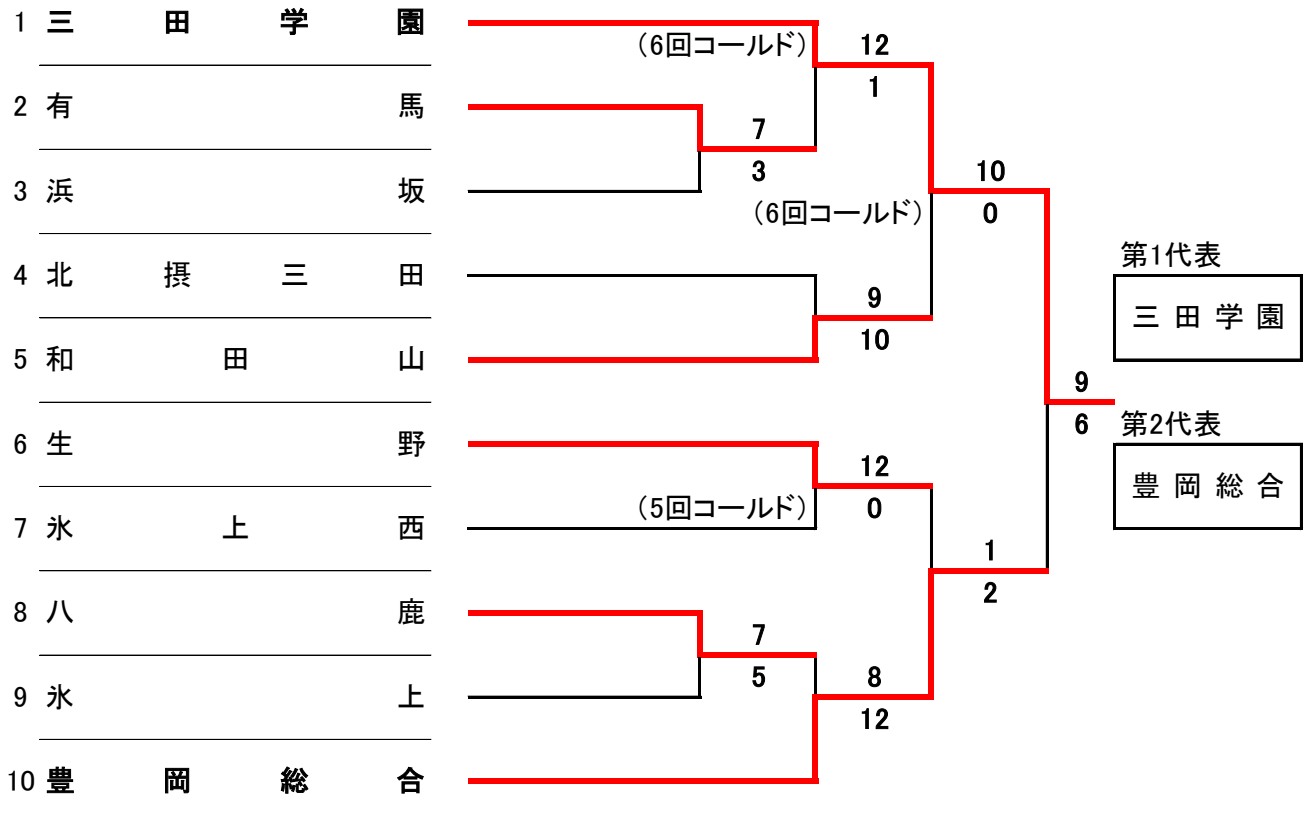 1 三田学園
（6回コールド） 12
1
2 有馬
7
3
3 浜坂
10
（6回コールド） 0
4 北摂三田
第1代表
9
三田学園
10
5 和田山
9
6 第2代表
6 生野
12
豊岡総合
（5回コールド） 0
7 氷上西
1
2
8 八鹿
7
5
8
9 氷上
12
10 豊岡総合